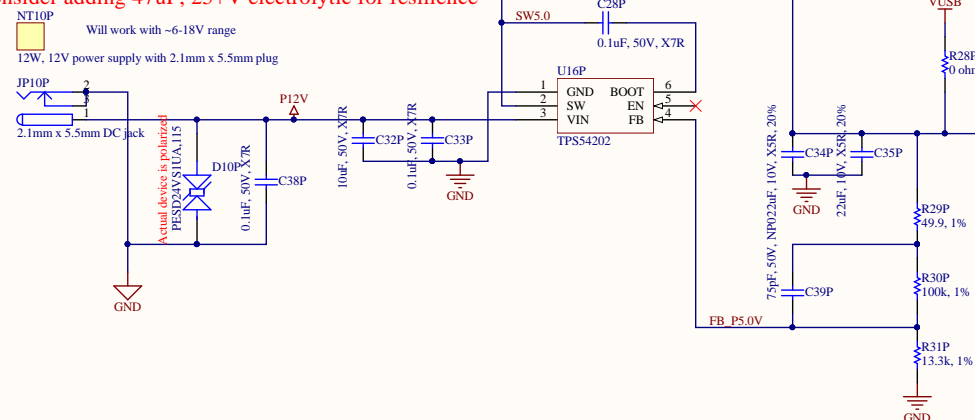 nsider adding 47uF, 25+V electrolytic for resilience
NT10P
Will work with ~6-18V range
12W, 12V power supply with 2.1mm x 5.5mm plug
JP10P
2
3
1
2.1mm x 5.5mm DC jack
Actual device is polarized
PESD24VS1UA,115
D10P
0.1uF, 50V, X7R
C38P
P12V
10uF, 50V, X7R
C32P
0.1uF, 50V, X7R
C33P
GND
GND
SW5.0
C28P
0.1uF, 50V, X7R
U16P
1 GND BOOT 6
2 SW EN 5
3 VIN FB 4
TPS54202
VUSB
R28P
0 ohm
22uF, 10V, X5R, 20%
C34P
22uF, 10V, X5R, 20%
C35P
GND
75pF, 50V, NP0
C39P
R29P
49.9, 1%
R30P
100k, 1%
FB_P5.0V
R31P
13.3k, 1%
GND